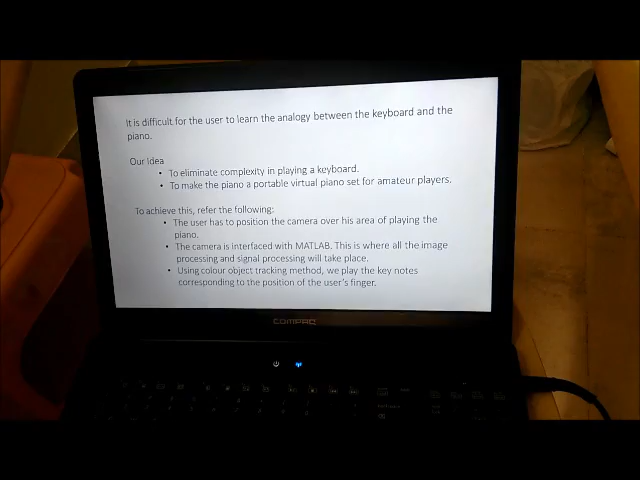 It is difficult for the user to learn the analogy between the keyboard and the
piano.
Our Idea
• To eliminate complexity in playing a keyboard.
• To make the piano a portable virtual piano set for amateur players.
To achieve this, refer the following:
• The user has to position the camera over his area of playing the
piano.
• The camera is interfaced with MATLAB. This is where all the image
processing and signal processing will take place.
• Using colour object tracking method, we play the key notes
corresponding to the position of the user's finger.
COMPAQ